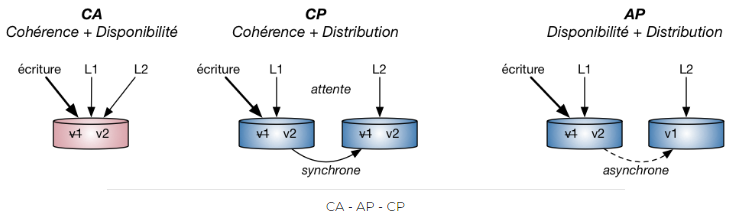 CA
Cohérence + Disponibilité
écriture L1 L2
v1 v2
CP
Cohérence + Distribution
écriture L1 attente L2
v1 v2 v1 v2
synchrone
AP
Disponibilité + Distribution
écriture L1 L2
v1 v2 v1
asynchrone
CA - AP - CP